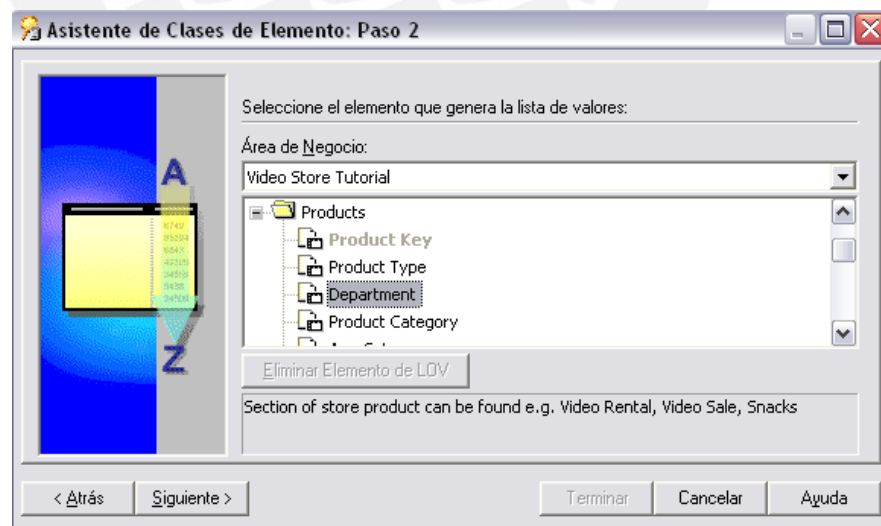 Asistente de Clases de Elemento: Paso 2
Seleccione el elemento que genera la lista de valores:
Área de Negocio:
Video Store Tutorial
Products
Product Key
Product Type
Department
Product Category
Eliminar Elemento de LOV
Section of store product can be found e.g. Video Rental, Video Sale, Snacks
A
Z
< Atrás
Siguiente >
Terminar
Cancelar
Ayuda